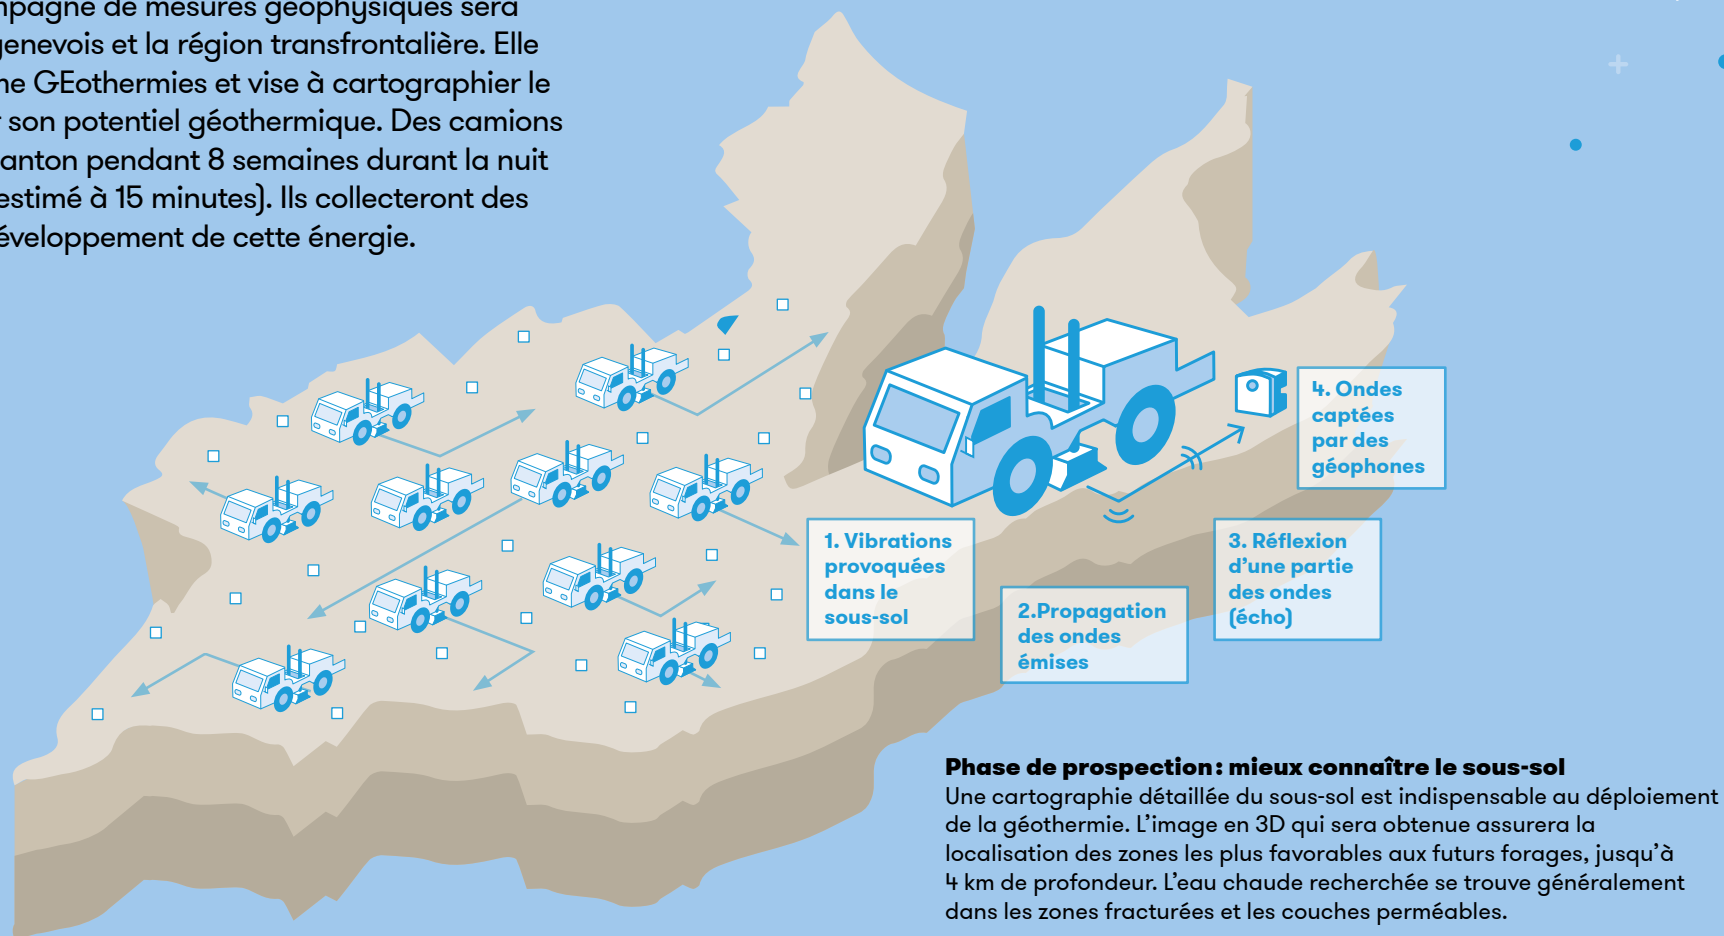 mpagne de mesures géophysiques sera
genevois et la région transfrontalière. Elle
me GEothermies et vise à cartographier le
son potentiel géothermique. Des camions
anton pendant 8 semaines durant la nuit
estimé à 15 minutes). Ils collecteront des
éveloppement de cette énergie.
4. Ondes
captées
par des
géophones
1. Vibrations
provoquées
dans le
sous-sol
2.Propagation
des ondes
émises
3. Réflexion
d'une partie
des ondes
(écho)
Phase de prospection : mieux connaître le sous-sol
Une cartographie détaillée du sous-sol est indispensable au déploiement
de la géothermie. L'image en 3D qui sera obtenue assurera la
localisation des zones les plus favorables aux futurs forages, jusqu'à
4 km de profondeur. L'eau chaude recherchée se trouve généralement
dans les zones fracturées et les couches perméables.